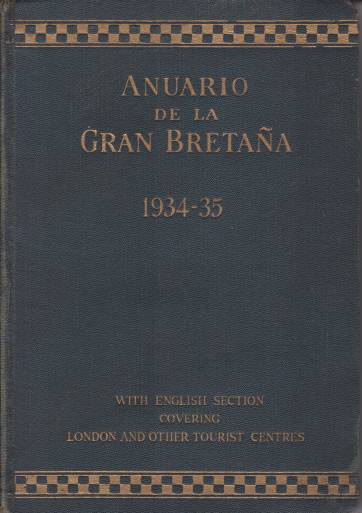 ANUARIO
DE LA
GRAN BRETAÑA
1934-35
WITH ENGLISH SECTION
COVERING
LONDON AND OTHER TOURIST CENTRES